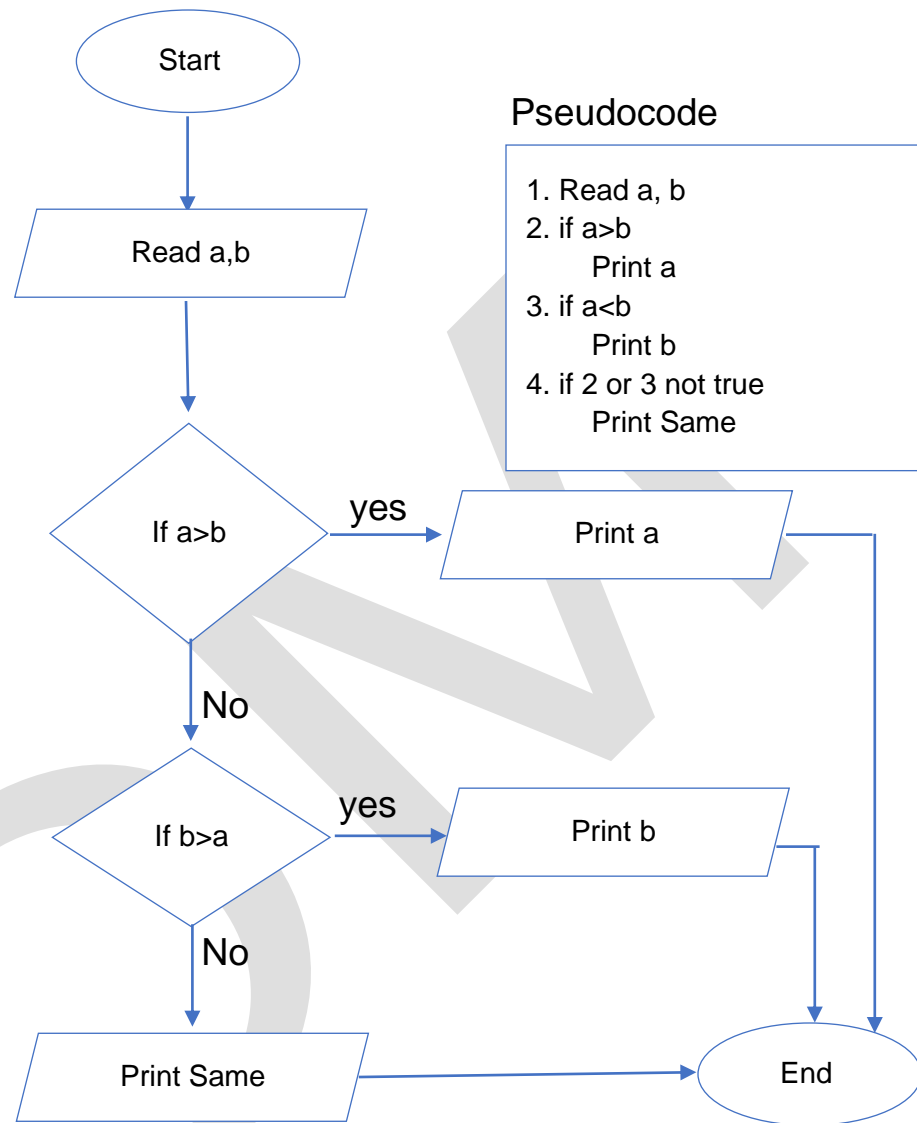 Start
Pseudocode
1. Read a, b
2. if a>b
Print a
3. if a<b
Print b
4. if 2 or 3 not true
Print Same
Read a,b
If a>b
yes
Print a
No
If b>a
yes
Print b
No
Print Same
End